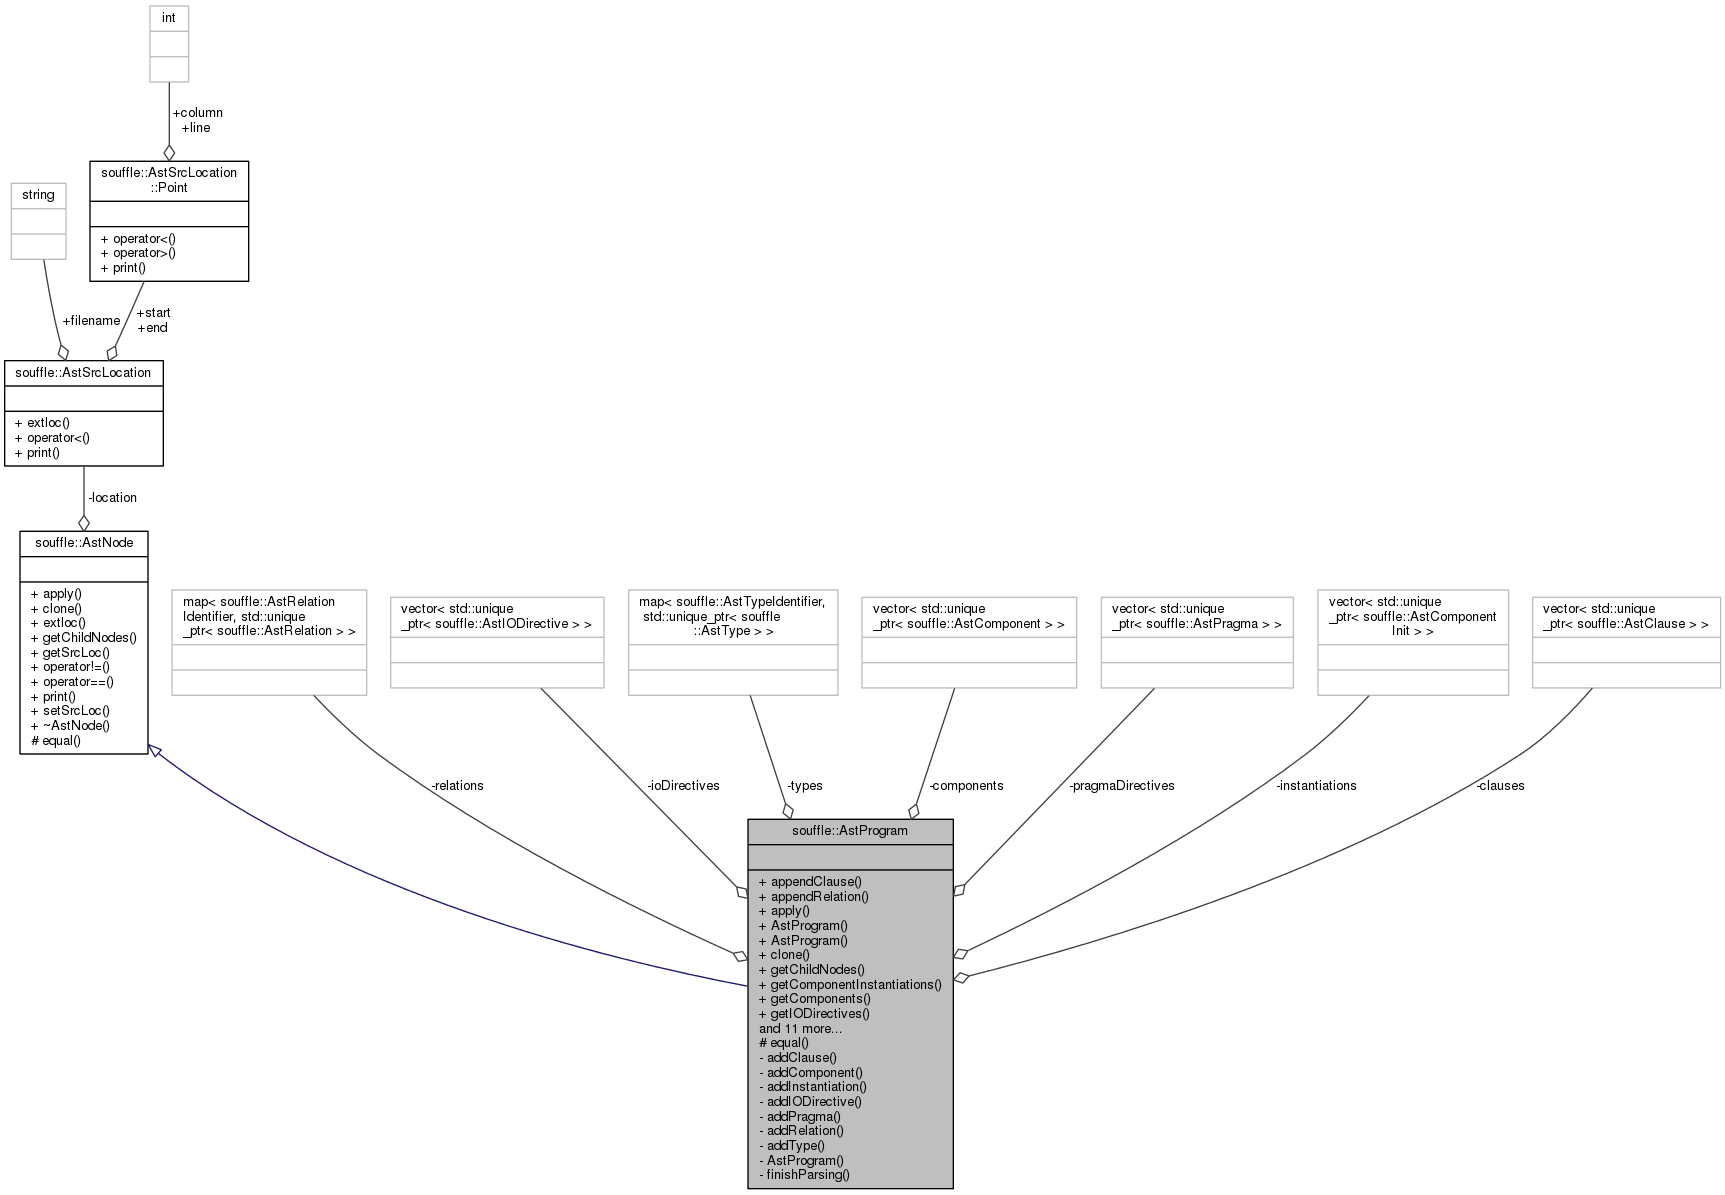 int
+column
+line
souffle::AstSrcLocation
::Point
+ operator<()
+ operator>()
+ print()
string
+filename
+start
+end
souffle::AstSrcLocation
+ extloc()
+ operator<()
+ print()
-location
souffle::AstNode
+ apply()
+ clone()
+ extloc()
+ getChildNodes()
+ getSrcLoc()
+ operator!=()
+ operator==()
+ print()
+ setSrcLoc()
+ ~AstNode()
# equal()
map< souffle::AstRelation
Identifier, std::unique
_ptr< souffle::AstRelation > >
vector< std::unique
_ptr< souffle::AstIODirective > >
map< souffle::AstTypeIdentifier,
std::unique_ptr< souffle
::AstType > >
vector< std::unique
_ptr< souffle::AstComponent > >
vector< std::unique
_ptr< souffle::AstPragma > >
vector< std::unique
_ptr< souffle::AstComponent
Init > >
vector< std::unique
_ptr< souffle::AstClause > >
-relations
-ioDirectives
-types
-components
-pragmaDirectives
-instantiations
-clauses
souffle::AstProgram
+ appendClause()
+ appendRelation()
+ apply()
+ AstProgram()
+ AstProgram()
+ clone()
+ getChildNodes()
+ getComponentInstantiations()
+ getComponents()
+ getIODirectives()
and 11 more...
# equal()
- addClause()
- addComponent()
- addInstantiation()
- addIODirective()
- addPragma()
- addRelation()
- addType()
- AstProgram()
- finishParsing()